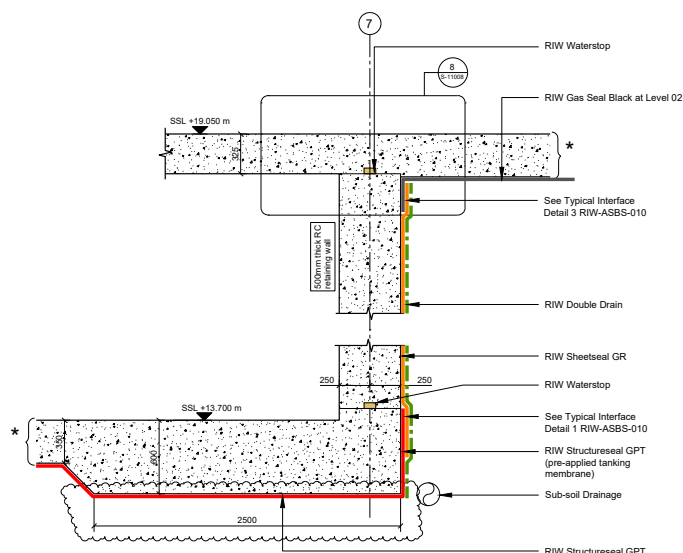 7
RIW Waterstop
8
S-11008
RIW Gas Seal Black at Level 02
SSL +19.050 m
*
325
See Typical Interface
Detail 3 RIW-ASBS-010
500mm thick RC
retaining wall
RIW Double Drain
RIW Sheetseal GR
250
250
RIW Waterstop
SSL +13.700 m
*
See Typical Interface
Detail 1 RIW-ASBS-010
350
600
RIW Structureseal GPT
(pre-applied tanking
membrane)
Sub-soil Drainage
2500
RIW Structureseal GPT